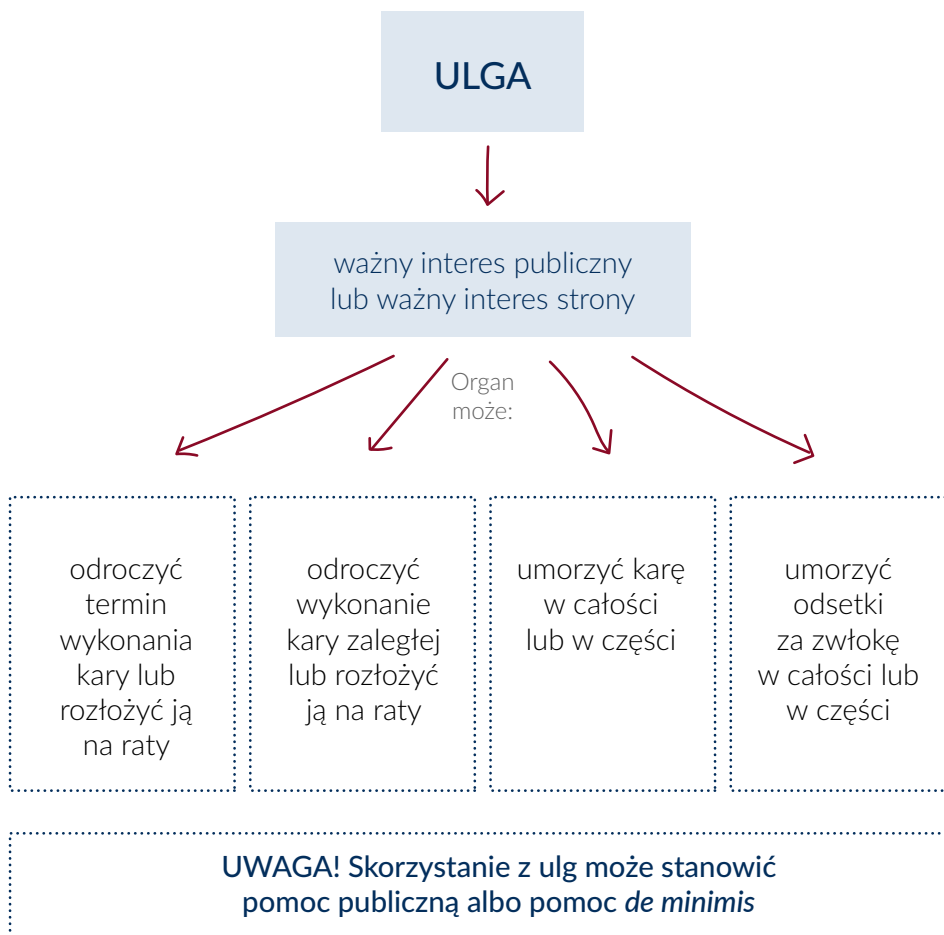 ULGA
ważny interes publiczny
lub ważny interes strony
Organ
może:
odroczyć
termin
wykonania
kary lub
rozłożyć ją
na raty
odroczyć
wykonanie
kary zaległej
lub rozłożyć
ją na raty
umorzyć karę
w całości
lub w części
umorzyć
odsetki
za zwłokę
w całości lub
w części
UWAGA! Skorzystanie z ulg może stanowić
pomoc publiczną albo pomoc de minimis